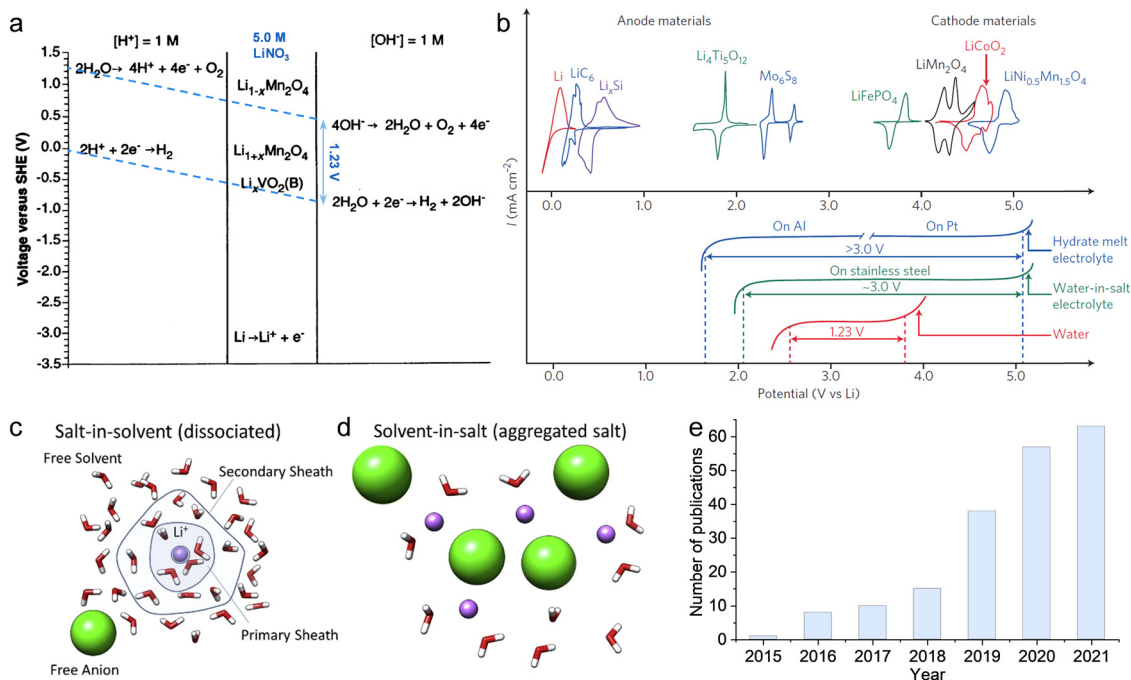 a
[H⁺] = 1 M
5.0 M
LiNO₃
[OH⁻] = 1 M
Voltage versus SHE (V)
1.5
1.0
0.5
0.0
-0.5
-1.0
-1.5
-2.0
-2.5
-3.0
-3.5
2H₂O→ 4H⁺ + 4e⁻ + O₂
2H⁺ + 2e⁻ →H₂
Li₁₋ₓMn₂O₄
Li₁₊ₓMn₂O₄
LiₓVO₂(B)
Li→Li⁺ + e⁻
4OH⁻→ 2H₂O + O₂ + 4e⁻
1.23 V
2H₂O + 2e⁻→ H₂ + 2OH⁻
b
Anode materials
Cathode materials
Li
LiC₆
LiₓSi
Li₄Ti₅O₁₂
Mo₆S₈
LiFePO₄
LiMn₂O₄
LiCoO₂
LiNi₀.₅Mn₁.₅O₄
I (mA cm⁻²)
0.0
1.0
2.0
3.0
4.0
5.0
On Al
On Pt
>3.0 V
Hydrate melt
electrolyte
On stainless steel
~3.0 V
Water-in-salt
electrolyte
1.23 V
Water
0.0
1.0
2.0
3.0
4.0
5.0
Potential (V vs Li)
c
Salt-in-solvent (dissociated)
Free Solvent
Secondary Sheath
Li⁺
Primary Sheath
Free Anion
d
Solvent-in-salt (aggregated salt)
e
Number of publications
60
50
40
30
20
10
0
2015
2016
2017
2018
2019
2020
2021
Year